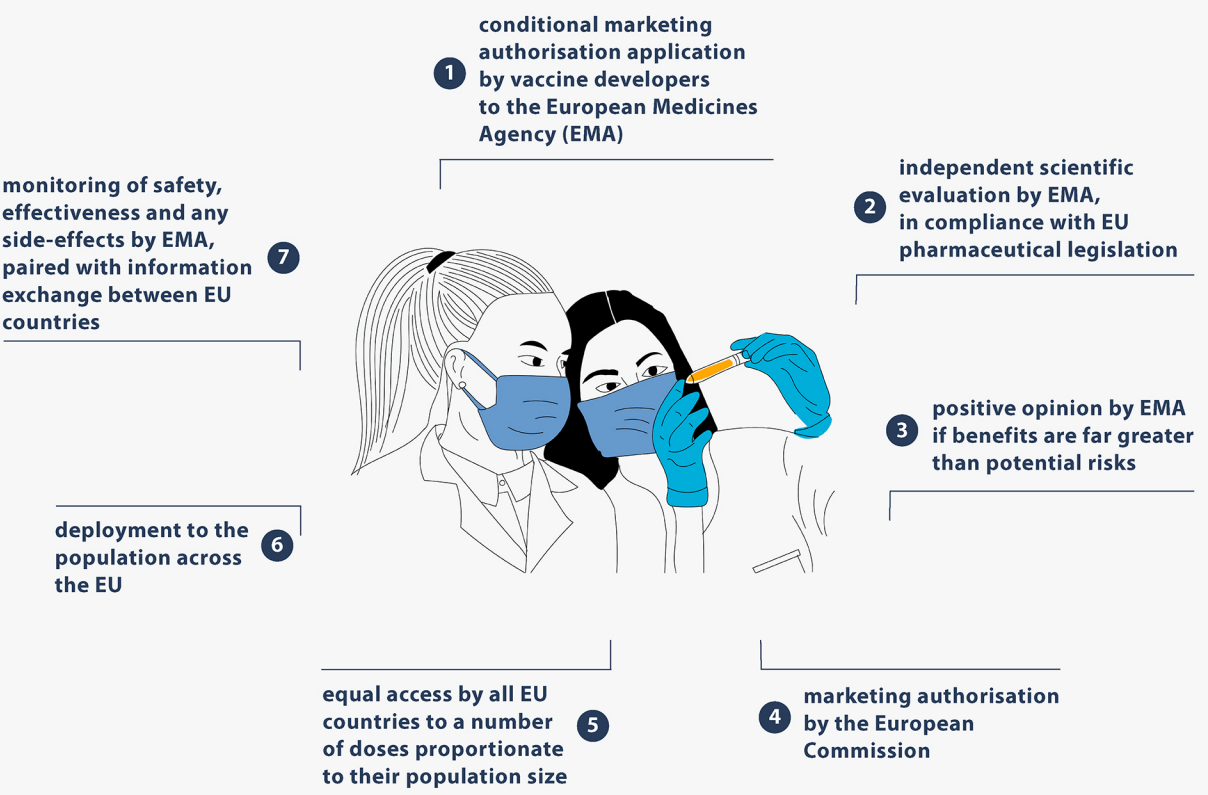 1
conditional marketing
authorisation application
by vaccine developers
to the European Medicines
Agency (EMA)
2
independent scientific
evaluation by EMA,
in compliance with EU
pharmaceutical legislation
3
positive opinion by EMA
if benefits are far greater
than potential risks
4
marketing authorisation
by the European
Commission
5
equal access by all EU
countries to a number
of doses proportionate
to their population size
6
deployment to the
population across
the EU
7
monitoring of safety,
effectiveness and any
side-effects by EMA,
paired with information
exchange between EU
countries